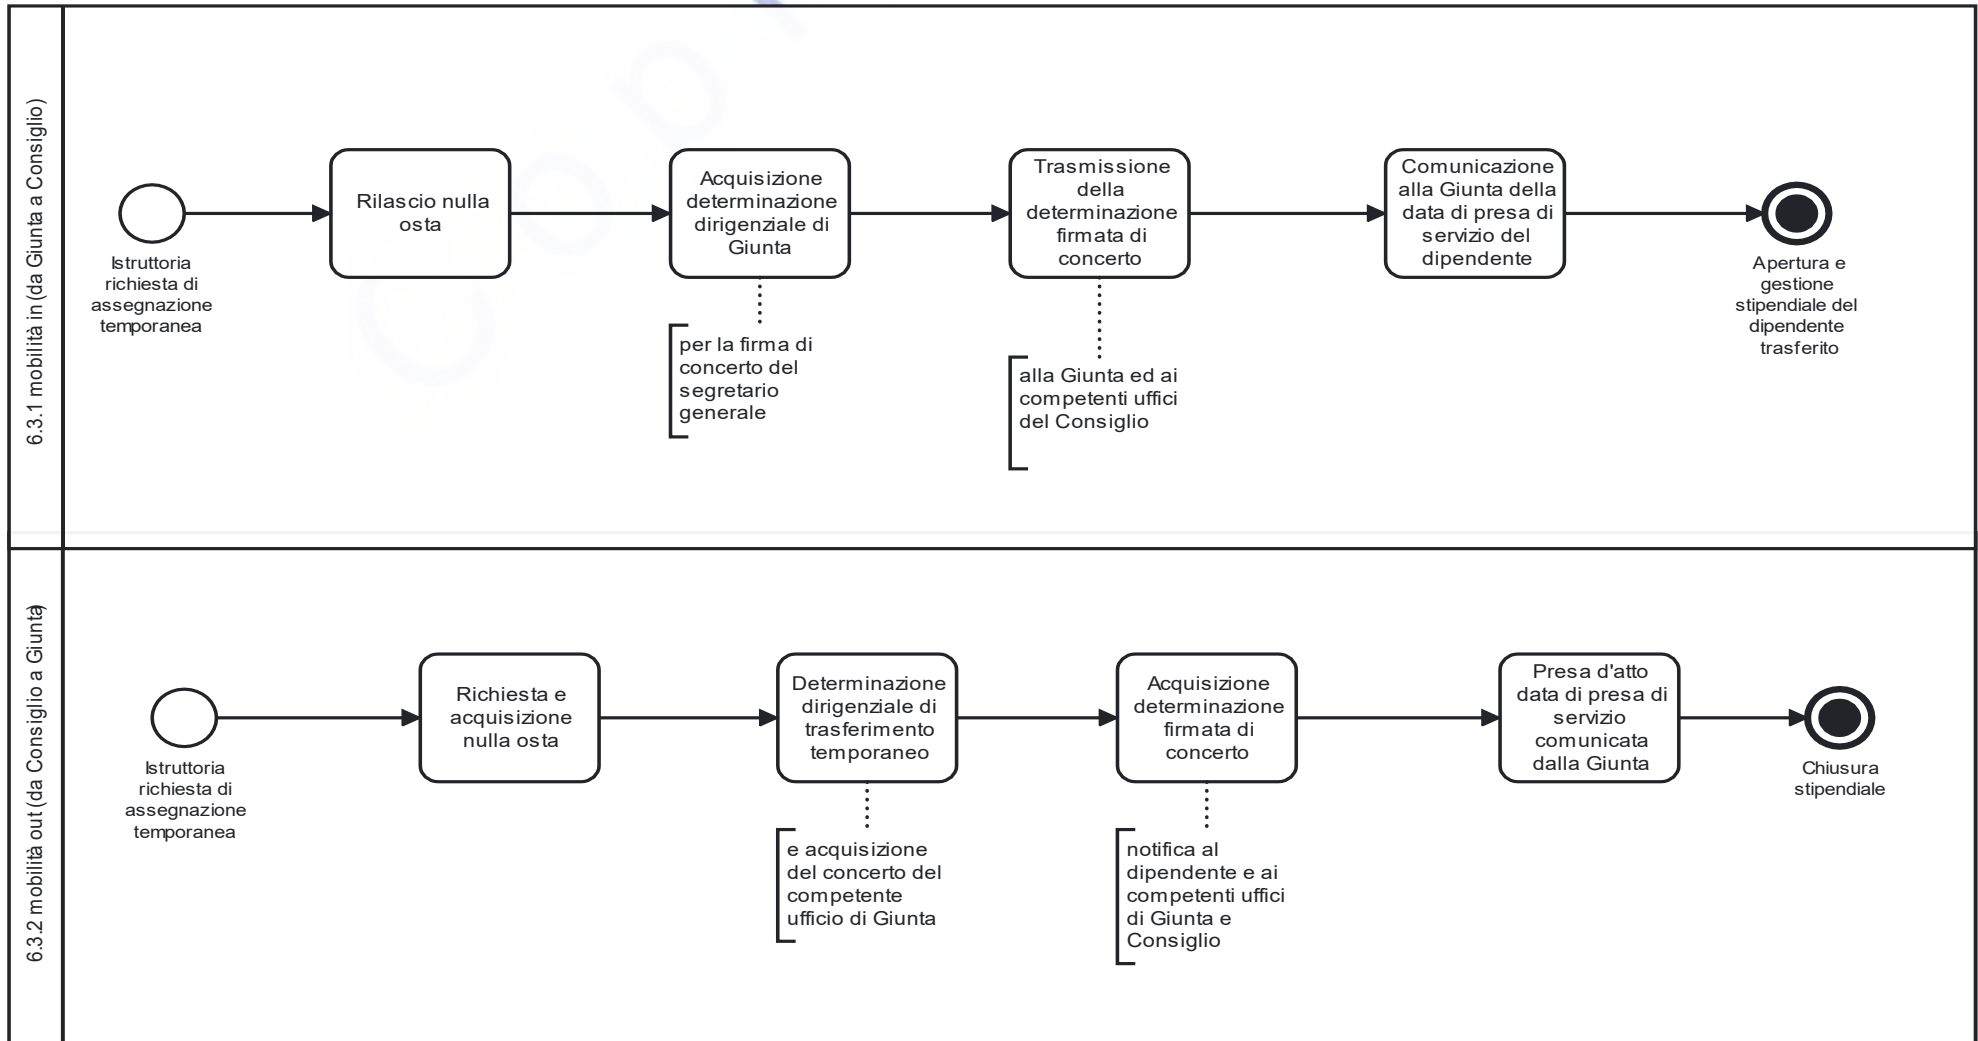 6.3.1 mobilità in (da Giunta a Consiglio)
Istruttoria
richiesta di
assegnazione
temporanea
Rilascio nulla
osta
Acquisizione
determinazione
dirigenziale di
Giunta
per la firma di
concerto del
segretario
generale
Trasmissione
della
determinazione
firmata di
concerto
alla Giunta ed ai
competenti uffici
del Consiglio
Comunicazione
alla Giunta della
data di presa di
servizio del
dipendente
Apertura e
gestione
stipendiale del
dipendente
trasferito
6.3.2 mobilità out (da Consiglio a Giunta)
Istruttoria
richiesta di
assegnazione
temporanea
Richiesta e
acquisizione
nulla osta
Determinazione
dirigenziale di
trasferimento
temporaneo
e acquisizione
del concerto del
competente
ufficio di Giunta
Acquisizione
determinazione
firmata di
concerto
notifica al
dipendente e ai
competenti uffici
di Giunta e
Consiglio
Presa d'atto
data di presa di
servizio
comunicata
dalla Giunta
Chiusura
stipendiale